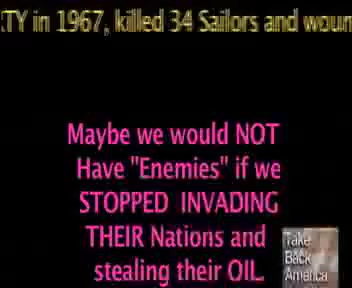 TY in 1967, killed 34 Sailors and woun
Maybe we would NOT
Have "Enemies" if we
STOPPED INVADING
THEIR Nations and
stealing their OIL.
Take
Back
America